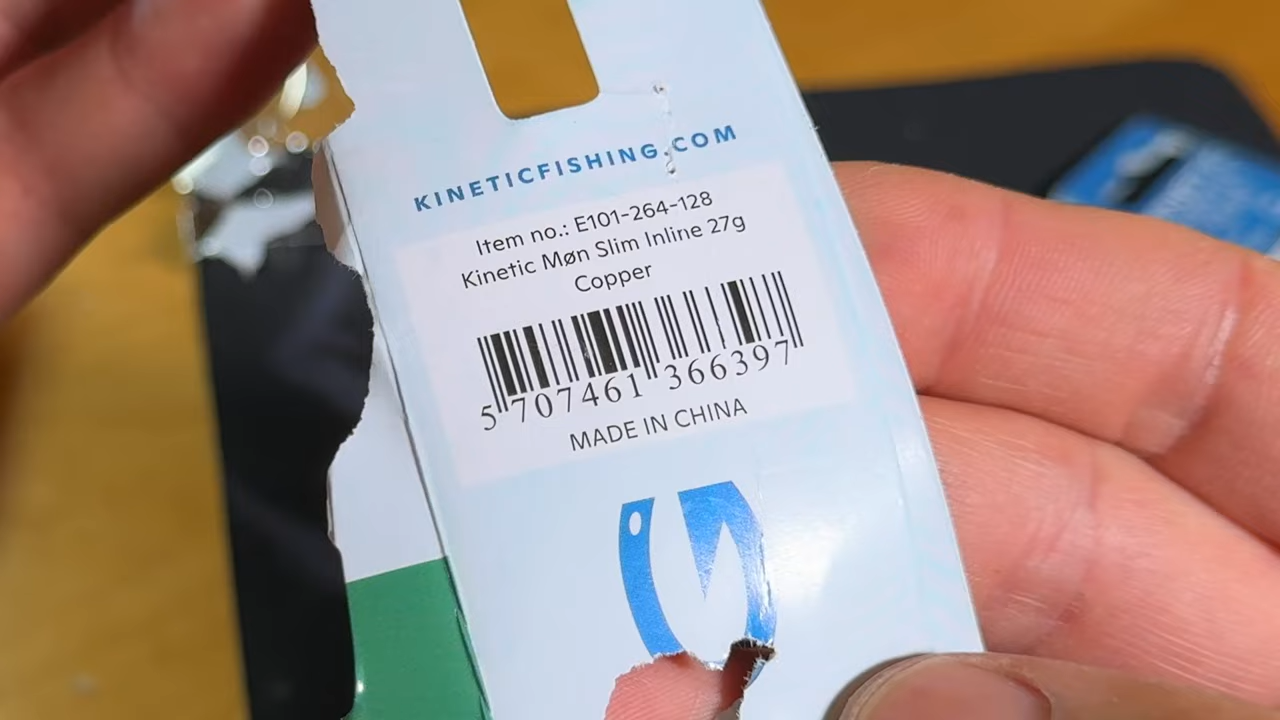 KINETICFISHING.COM
Item no.: E101-264-128
Kinetic Møn Slim Inline 27g
Copper
5 707461 366397
MADE IN CHINA